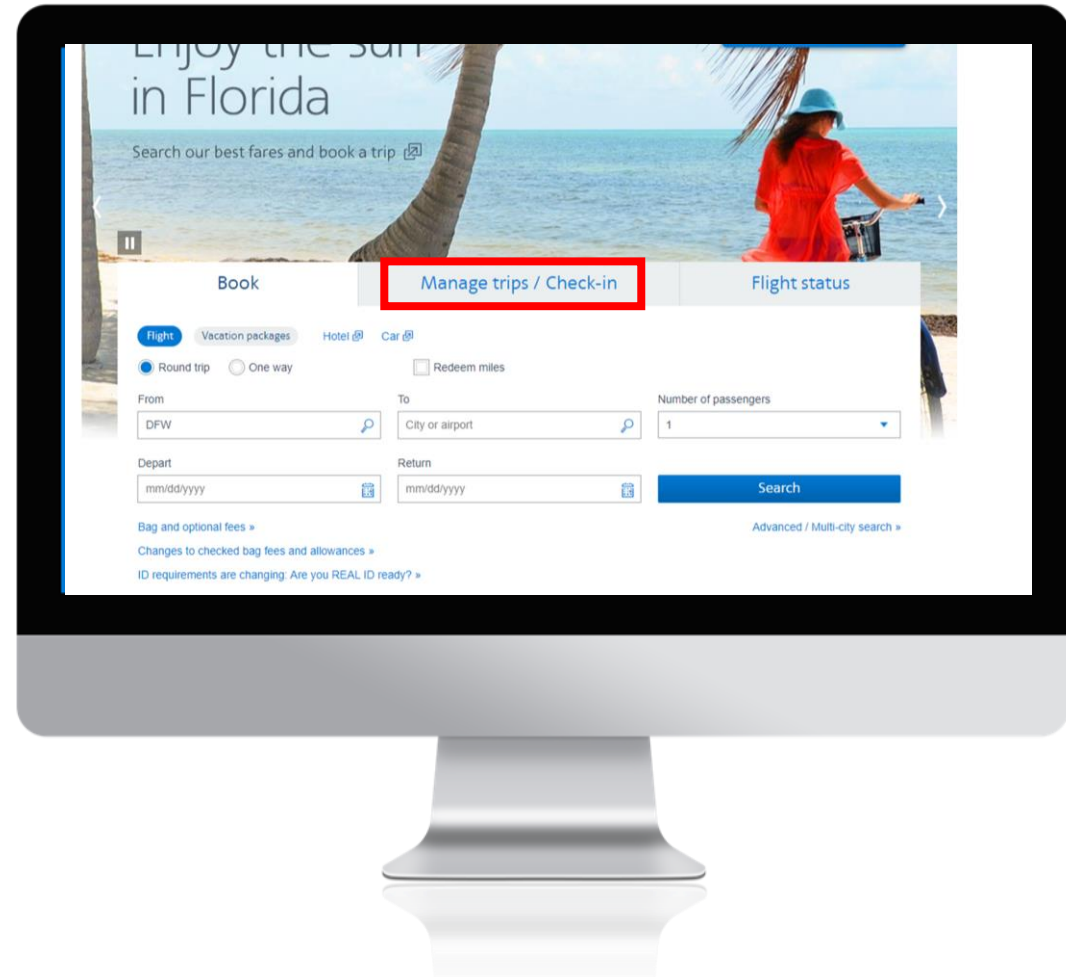 Enjoy the sun
in Florida
Search our best fares and book a trip
Book
Manage trips / Check-in
Flight status
Flight
Vacation packages
Hotel
Car
Round trip
One way
Redeem miles
From
To
Number of passengers
DFW
City or airport
1
Depart
Return
mm/dd/yyyy
mm/dd/yyyy
Search
Bag and optional fees »
Advanced / Multi-city search »
Changes to checked bag fees and allowances »
ID requirements are changing: Are you REAL ID ready? »